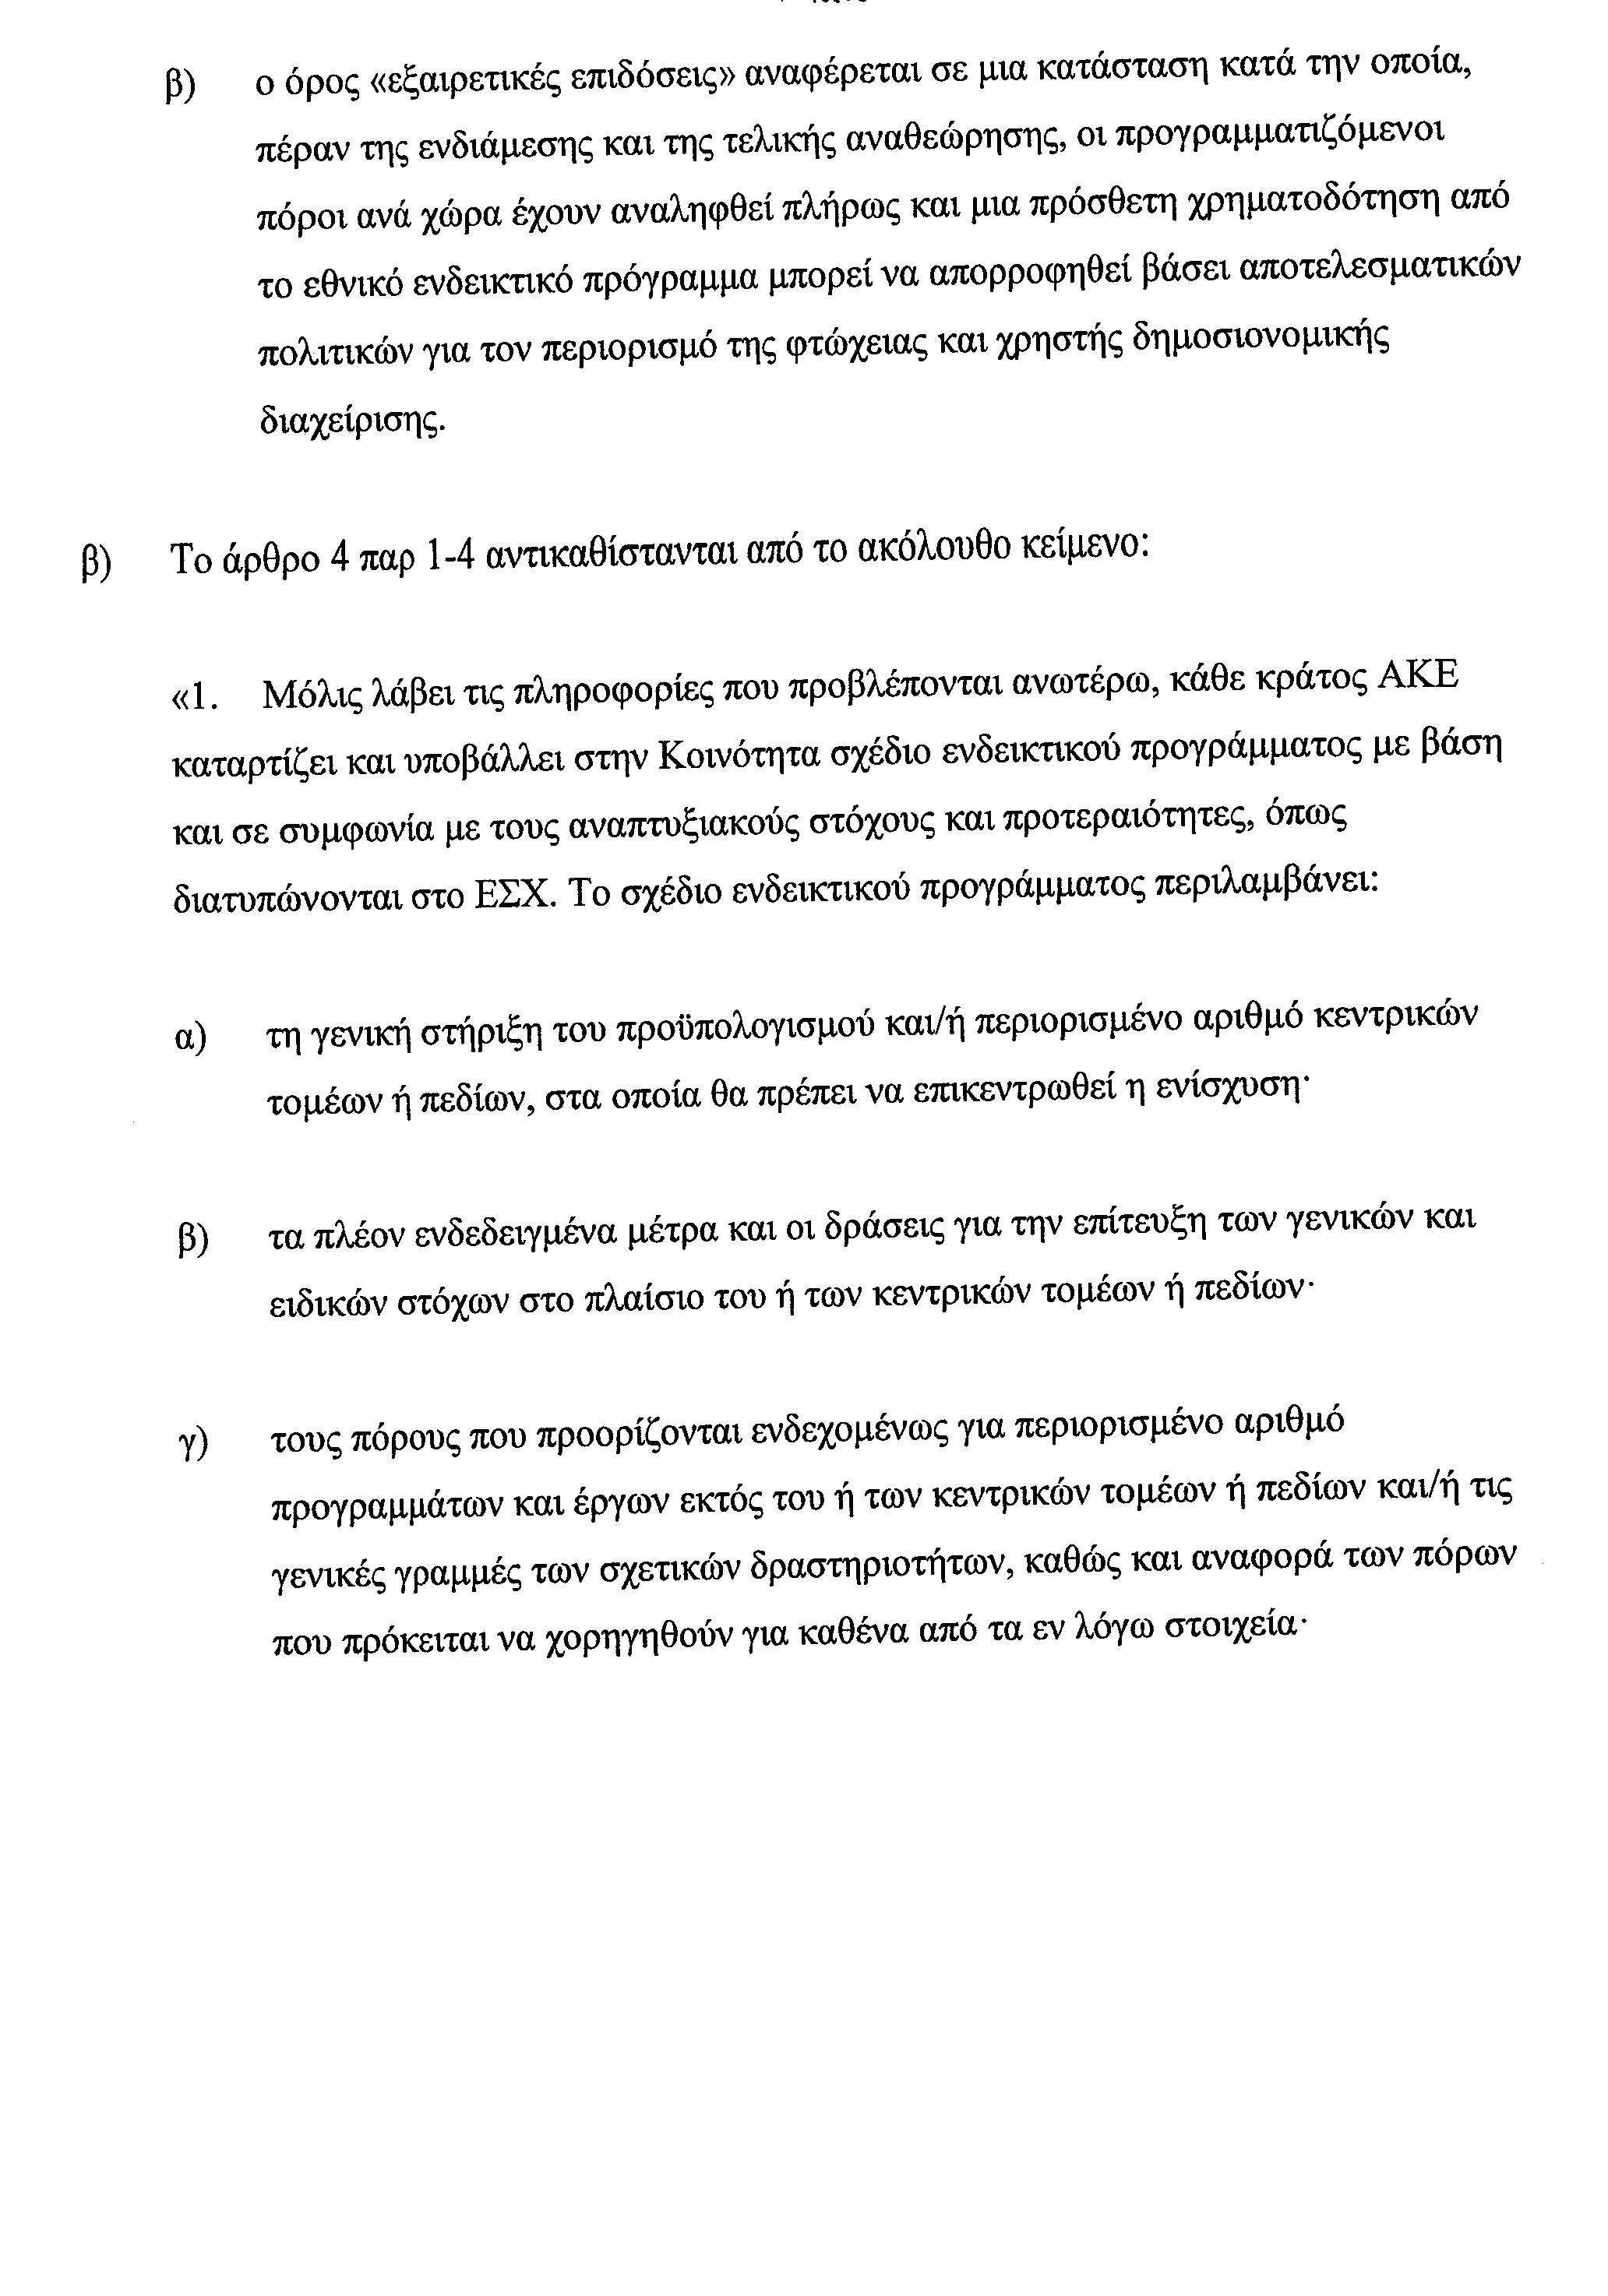 β) ο όρος «εξαιρετικές επιδόσεις» αναφέρεται σε μια κατάσταση κατά την οποία,
πέραν της ενδιάμεσης και της τελικής αναθεώρησης, οι προγραμματιζόμενοι
πόροι ανά χώρα έχουν αναληφθεί πλήρως και μια πρόσθετη χρηματοδότηση από
το εθνικό ενδεικτικό πρόγραμμα μπορεί να απορροφηθεί βάσει αποτελεσματικών
πολιτικών για τον περιορισμό της φτώχειας και χρηστής δημοσιονομικής
διαχείρισης.
β) Το άρθρο 4 παρ 1-4 αντικαθίστανται από το ακόλουθο κείμενο:
«1. Μόλις λάβει τις πληροφορίες που προβλέπονται ανωτέρω, κάθε κράτος ΑΚΕ
καταρτίζει και υποβάλλει στην Κοινότητα σχέδιο ενδεικτικού προγράμματος με βάση
και σε συμφωνία με τους αναπτυξιακούς στόχους και προτεραιότητες, όπως
διατυπώνονται στο ΕΣΧ. Το σχέδιο ενδεικτικού προγράμματος περιλαμβάνει:
α) τη γενική στήριξη του προϋπολογισμού και/ή περιορισμένο αριθμό κεντρικών
τομέων ή πεδίων, στα οποία θα πρέπει να επικεντρωθεί η ενίσχυση·
β) τα πλέον ενδεδειγμένα μέτρα και οι δράσεις για την επίτευξη των γενικών και
ειδικών στόχων στο πλαίσιο του ή των κεντρικών τομέων ή πεδίων·
γ) τους πόρους που προορίζονται ενδεχομένως για περιορισμένο αριθμό
προγραμμάτων και έργων εκτός του ή των κεντρικών τομέων ή πεδίων και/ή τις
γενικές γραμμές των σχετικών δραστηριοτήτων, καθώς και αναφορά των πόρων
που πρόκειται να χορηγηθούν για καθένα από τα εν λόγω στοιχεία·